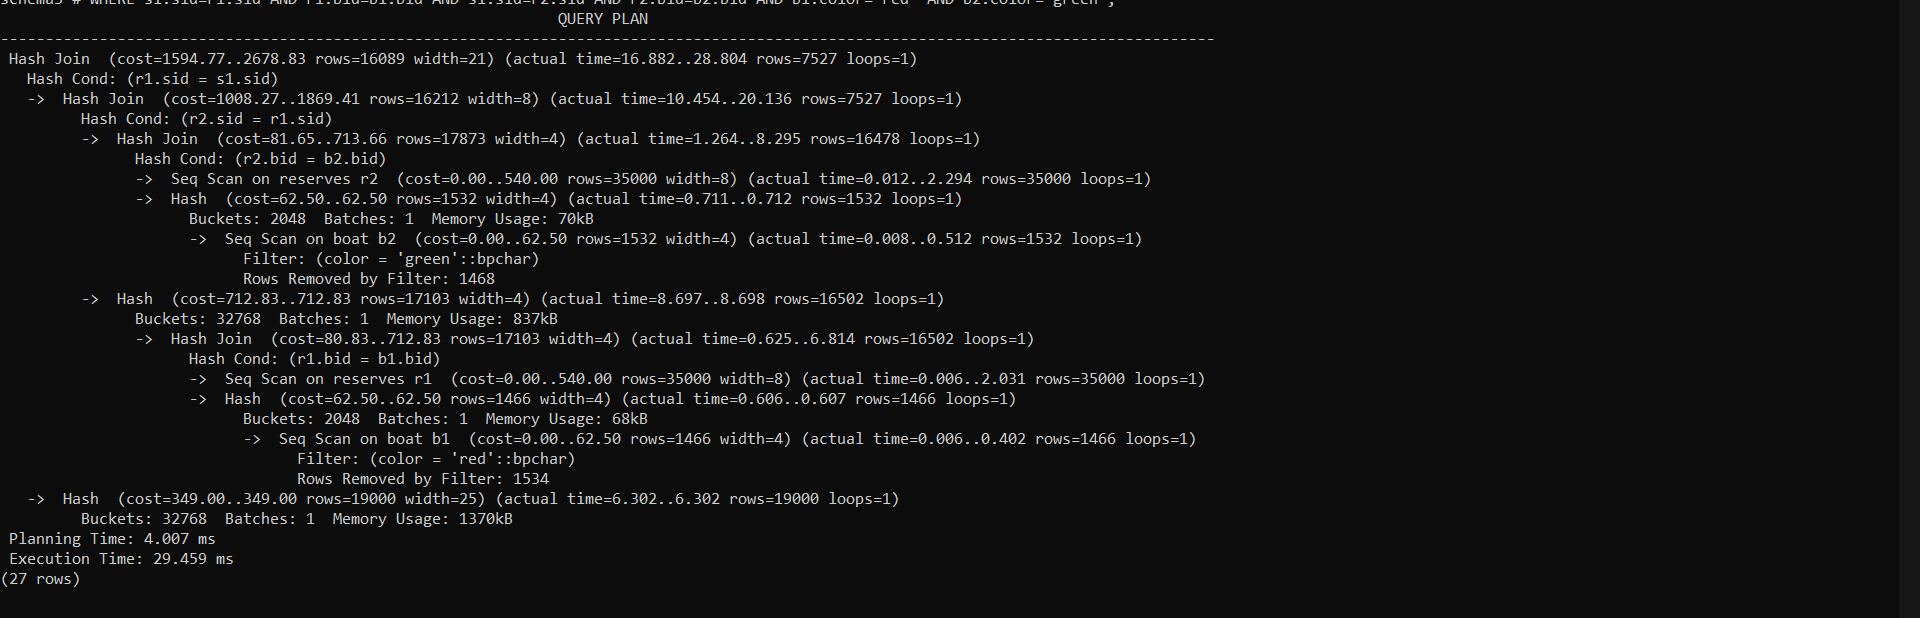 schema3-# WHERE s1.sid=r1.sid AND r1.bid=b1.bid AND s1.sid=r2.sid AND r2.bid=b2.bid AND b1.color='red' AND b2.color='green';
QUERY PLAN
---------------------------------------------------------------------------------------------------------------------------------------
Hash Join  (cost=1594.77..2678.83 rows=16089 width=21) (actual time=16.882..28.804 rows=7527 loops=1)
Hash Cond: (r1.sid = s1.sid)
->  Hash Join  (cost=1008.27..1869.41 rows=16212 width=8) (actual time=10.454..20.136 rows=7527 loops=1)
Hash Cond: (r2.sid = r1.sid)
->  Hash Join  (cost=81.65..713.66 rows=17873 width=4) (actual time=1.264..8.295 rows=16478 loops=1)
Hash Cond: (r2.bid = b2.bid)
->  Seq Scan on reserves r2  (cost=0.00..540.00 rows=35000 width=8) (actual time=0.012..2.294 rows=35000 loops=1)
->  Hash  (cost=62.50..62.50 rows=1532 width=4) (actual time=0.711..0.712 rows=1532 loops=1)
Buckets: 2048  Batches: 1  Memory Usage: 70kB
->  Seq Scan on boat b2  (cost=0.00..62.50 rows=1532 width=4) (actual time=0.008..0.512 rows=1532 loops=1)
Filter: (color = 'green'::bpchar)
Rows Removed by Filter: 1468
->  Hash  (cost=712.83..712.83 rows=17103 width=4) (actual time=8.697..8.698 rows=16502 loops=1)
Buckets: 32768  Batches: 1  Memory Usage: 837kB
->  Hash Join  (cost=80.83..712.83 rows=17103 width=4) (actual time=0.625..6.814 rows=16502 loops=1)
Hash Cond: (r1.bid = b1.bid)
->  Seq Scan on reserves r1  (cost=0.00..540.00 rows=35000 width=8) (actual time=0.006..2.031 rows=35000 loops=1)
->  Hash  (cost=62.50..62.50 rows=1466 width=4) (actual time=0.606..0.607 rows=1466 loops=1)
Buckets: 2048  Batches: 1  Memory Usage: 68kB
->  Seq Scan on boat b1  (cost=0.00..62.50 rows=1466 width=4) (actual time=0.006..0.402 rows=1466 loops=1)
Filter: (color = 'red'::bpchar)
Rows Removed by Filter: 1534
->  Hash  (cost=349.00..349.00 rows=19000 width=25) (actual time=6.302..6.302 rows=19000 loops=1)
Buckets: 32768  Batches: 1  Memory Usage: 1370kB
Planning Time: 4.007 ms
Execution Time: 29.459 ms
(27 rows)